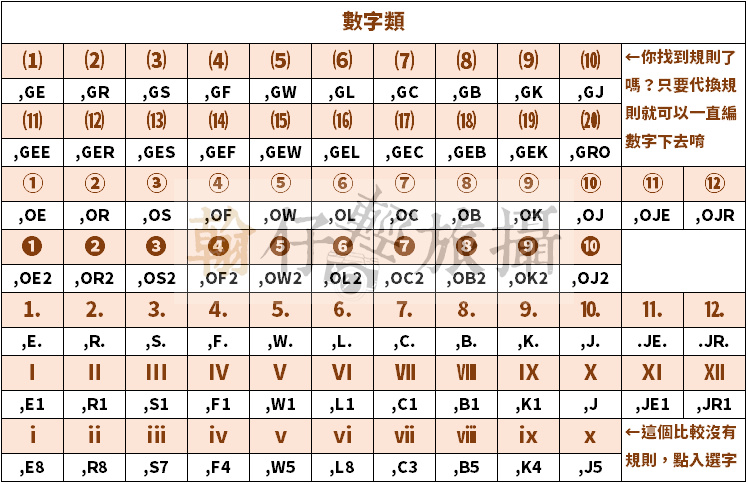 數字類
⑴ ⑵ ⑶ ⑷ ⑸ ⑹ ⑺ ⑻ ⑼ ⑽
,GE ,GR ,GS ,GF ,GW ,GL ,GC ,GB ,GK ,GJ
⑾ ⑿ ⒀ ⒁ ⒂ ⒃ ⒄ ⒅ ⒆ ⒇
,GEE ,GER ,GES ,GEF ,GEW ,GEL ,GEC ,GEB ,GEK ,GRO
←你找到規則了
嗎？只要代換規
則就可以一直編
數字下去唷
① ② ③ ④ ⑤ ⑥ ⑦ ⑧ ⑨ ⑩ ⑪ ⑫
,OE ,OR ,OS ,OF ,OW ,OL ,OC ,OB ,OK ,OJ ,OJE ,OJR
❶ ❷ ❸ ❹ ❺ ❻ ❼ ❽ ❾ ❿
,OE2 ,OR2 ,OS2 ,OF2 ,OW2 ,OL2 ,OC2 ,OB2 ,OK2 ,OJ2
翰仔輕旅攝
⒈ ⒉ ⒊ ⒋ ⒌ ⒍ ⒎ ⒏ ⒐ ⒑ ⒒ ⒓
,E. ,R. ,S. ,F. ,W. ,L. ,C. ,B. ,K. ,J. .JE. .JR.
Ⅰ Ⅱ Ⅲ Ⅳ Ⅴ Ⅵ Ⅶ Ⅷ Ⅸ Ⅹ Ⅺ Ⅻ
,E1 ,R1 ,S1 ,F1 ,W1 ,L1 ,C1 ,B1 ,K1 ,J ,JE1 ,JR1
ⅰ ⅱ ⅲ ⅳ ⅴ ⅵ ⅶ ⅷ ⅸ ⅹ
,E8 ,R8 ,S7 ,F4 ,W5 ,L8 ,C3 ,B5 ,K4 ,J5
←這個比較沒有
規則，點入選字